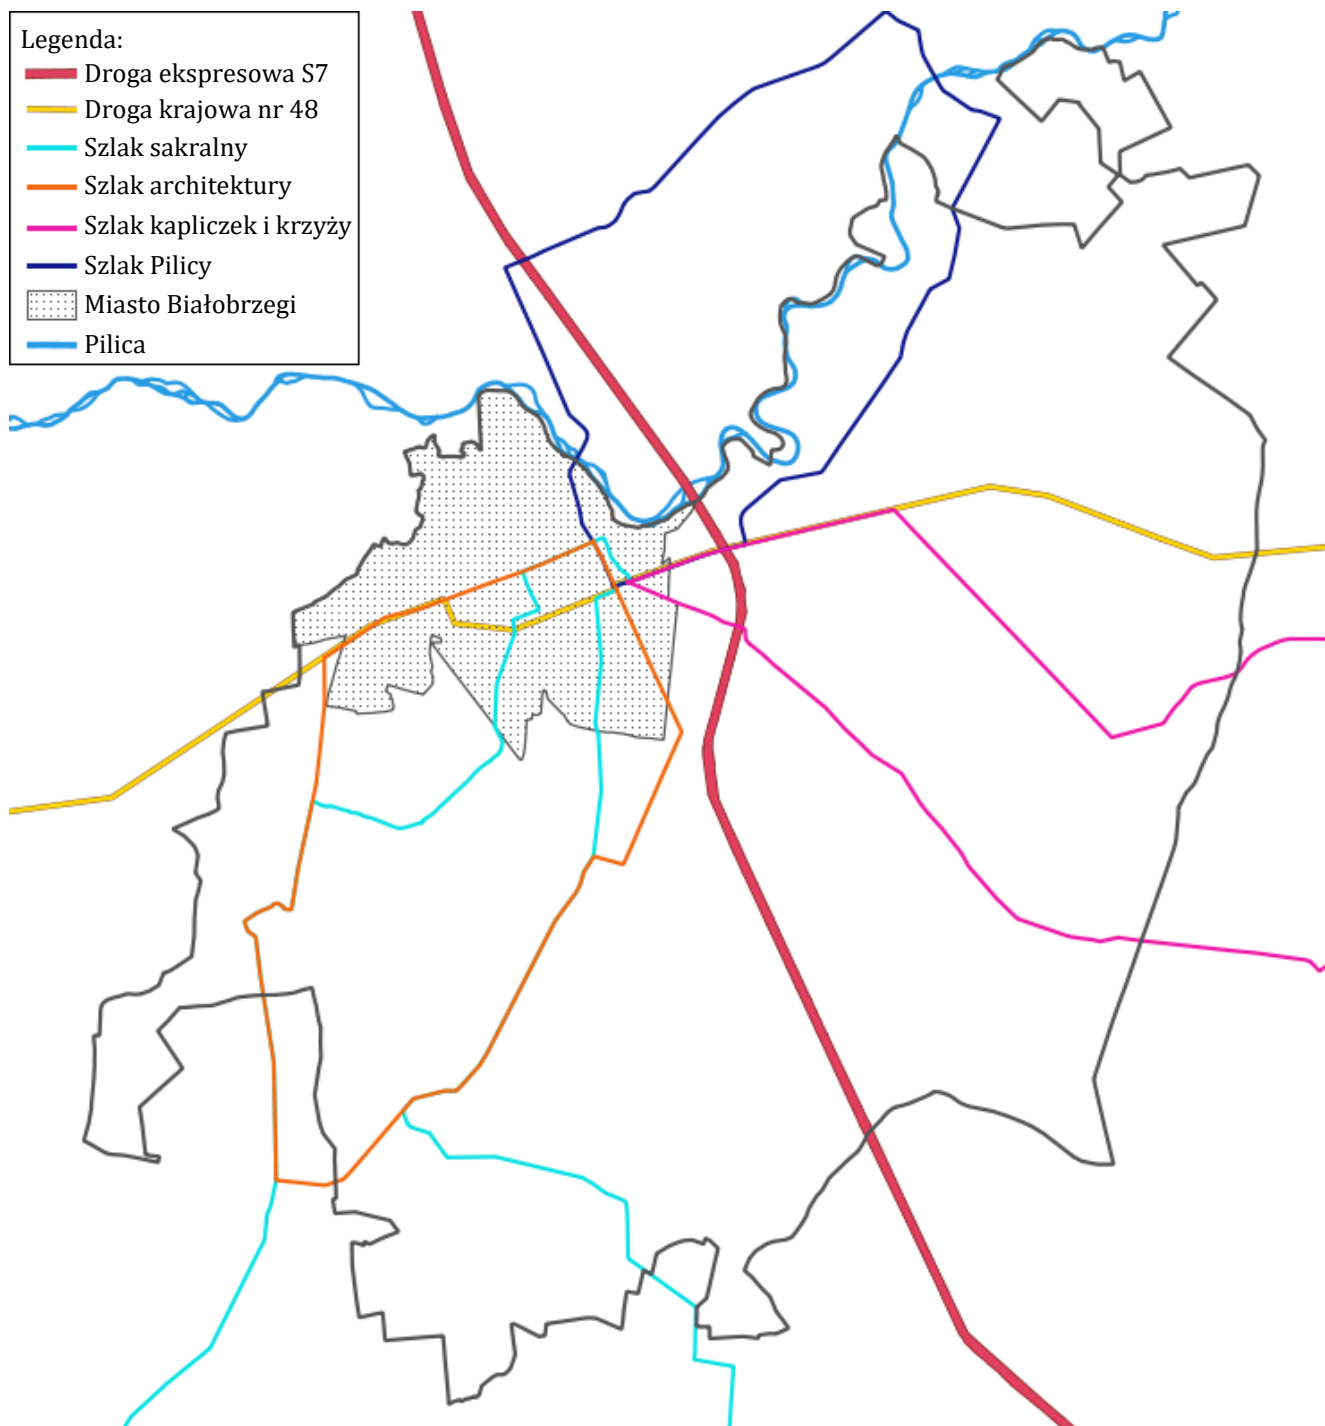 Legenda:
Droga ekspresowa S7
Droga krajowa nr 48
Szlak sakralny
Szlak architektury
Szlak kapliczek i krzyży
Szlak Pilicy
Miasto Białobrzegi
Pilica